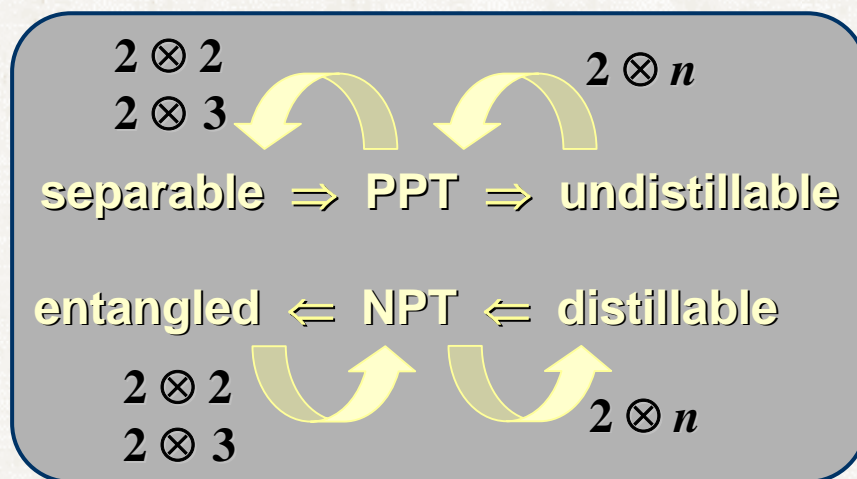 2 ⊗ 2
2 ⊗ 3
2 ⊗ n
separable ⇒ PPT ⇒ undistillable
entangled ⇐ NPT ⇐ distillable
2 ⊗ 2
2 ⊗ 3
2 ⊗ n